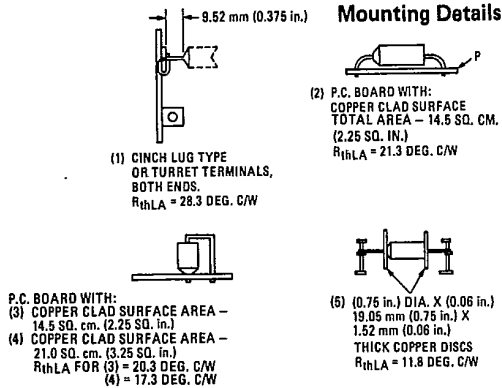 9.52 mm (0.375 in.)
Mounting Details
(1) CINCH LUG TYPE
OR TURRET TERMINALS,
BOTH ENDS.
RthLA = 28.3 DEG. C/W
P
(2) P.C. BOARD WITH:
COPPER CLAD SURFACE
TOTAL AREA – 14.5 SQ. CM.
(2.25 SQ. IN.)
RthLA = 21.3 DEG. C/W
P.C. BOARD WITH:
(3) COPPER CLAD SURFACE AREA –
14.5 SQ. cm. (2.25 SQ. in.)
(4) COPPER CLAD SURFACE AREA –
21.0 SQ. cm. (3.25 SQ. in.)
RthLA FOR (3) = 20.3 DEG. C/W
(4) = 17.3 DEG. C/W
(5) (0.75 in.) DIA. X (0.06 in.)
19.05 mm (0.75 in.) X
1.52 mm (0.06 in.)
THICK COPPER DISCS
RthLA = 11.8 DEG. C/W